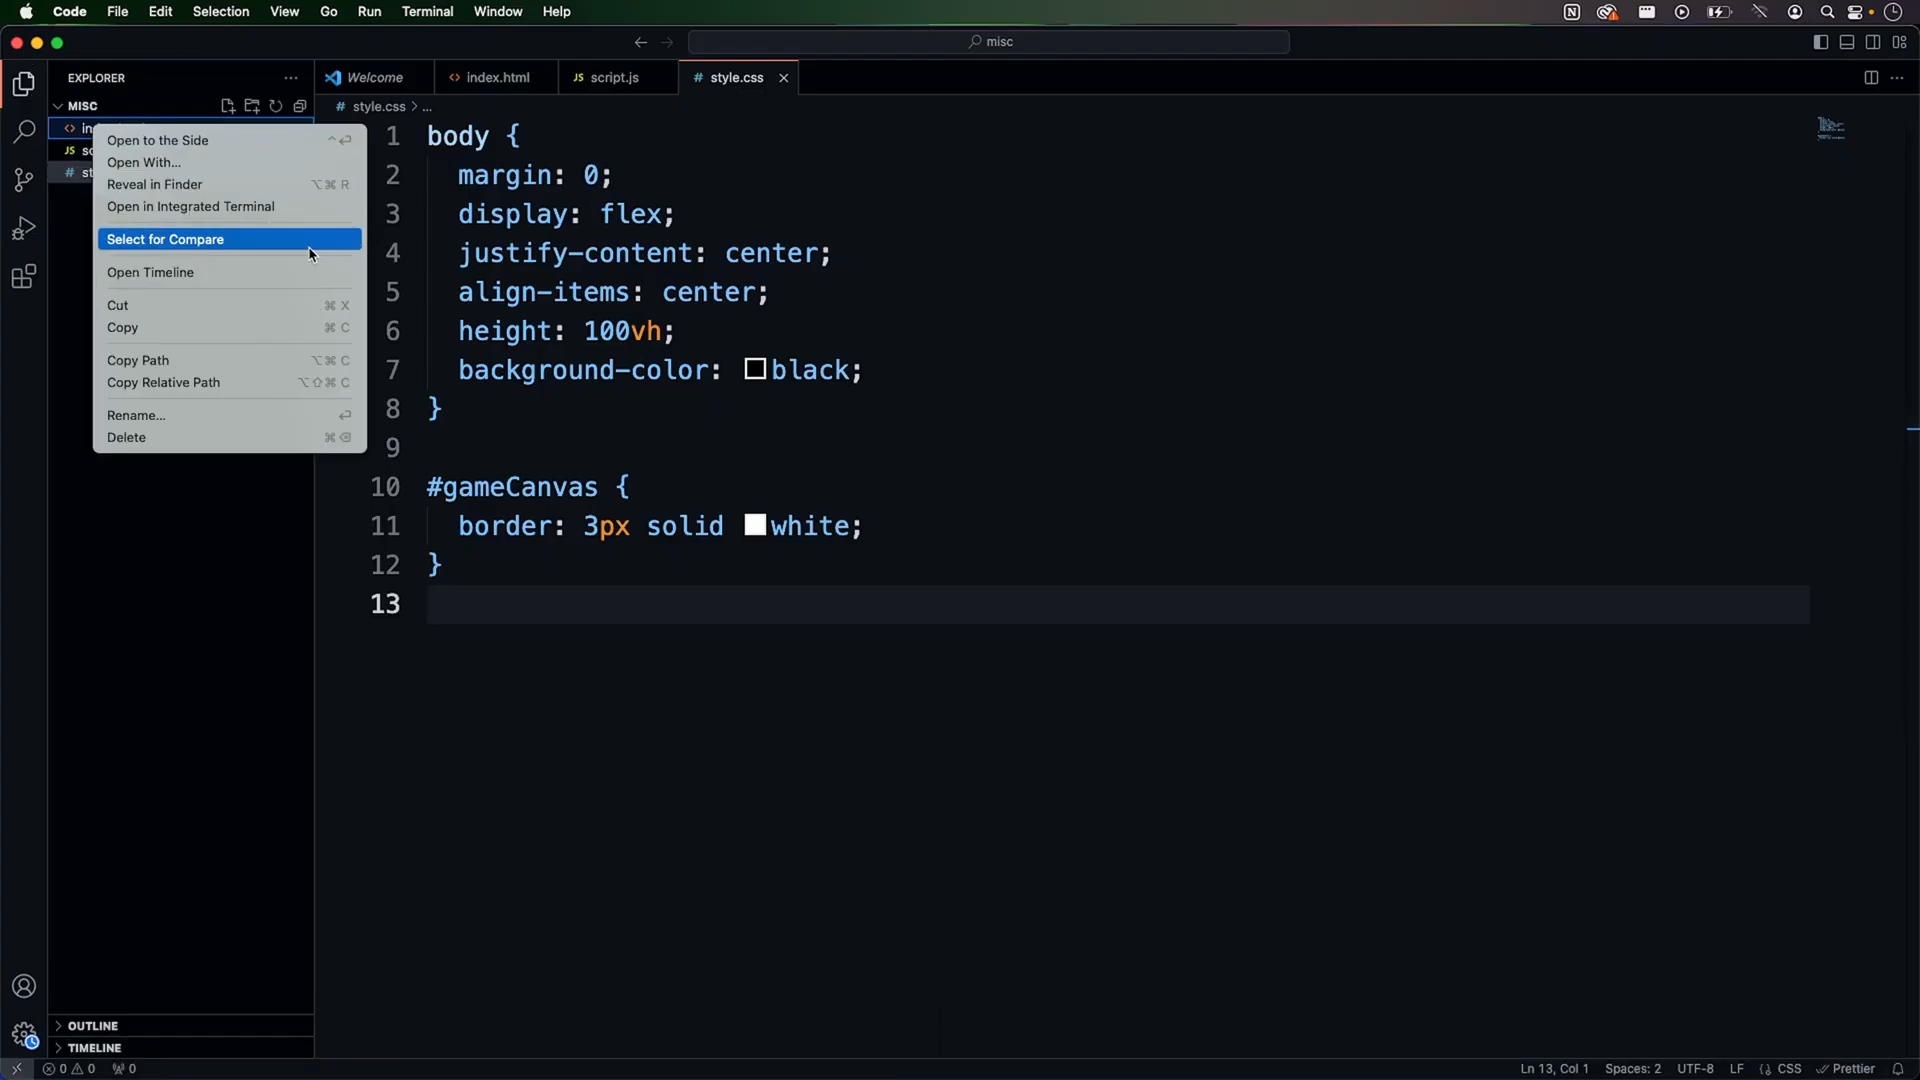 Code File Edit Selection View Go Run Terminal Window Help
misc
EXPLORER
MISC
Welcome
index.html
JS script.js
# style.css
# style.css > ...
JS
#
Open to the Side ^⏎
Open With...
Reveal in Finder ⌥⌘ R
Open in Integrated Terminal
Select for Compare
Open Timeline
Cut ⌘ X
Copy ⌘ C
Copy Path ⌥⌘ C
Copy Relative Path ⌥⇧⌘ C
Rename... ⏎
Delete ⌘⌫
1 body {
2 margin: 0;
3 display: flex;
4 justify-content: center;
5 align-items: center;
6 height: 100vh;
7 background-color: black;
8 }
9
10 #gameCanvas {
11 border: 3px solid white;
12 }
13
OUTLINE
TIMELINE
0 0 0
Ln 13, Col 1 Spaces: 2 UTF-8 LF {} CSS Prettier